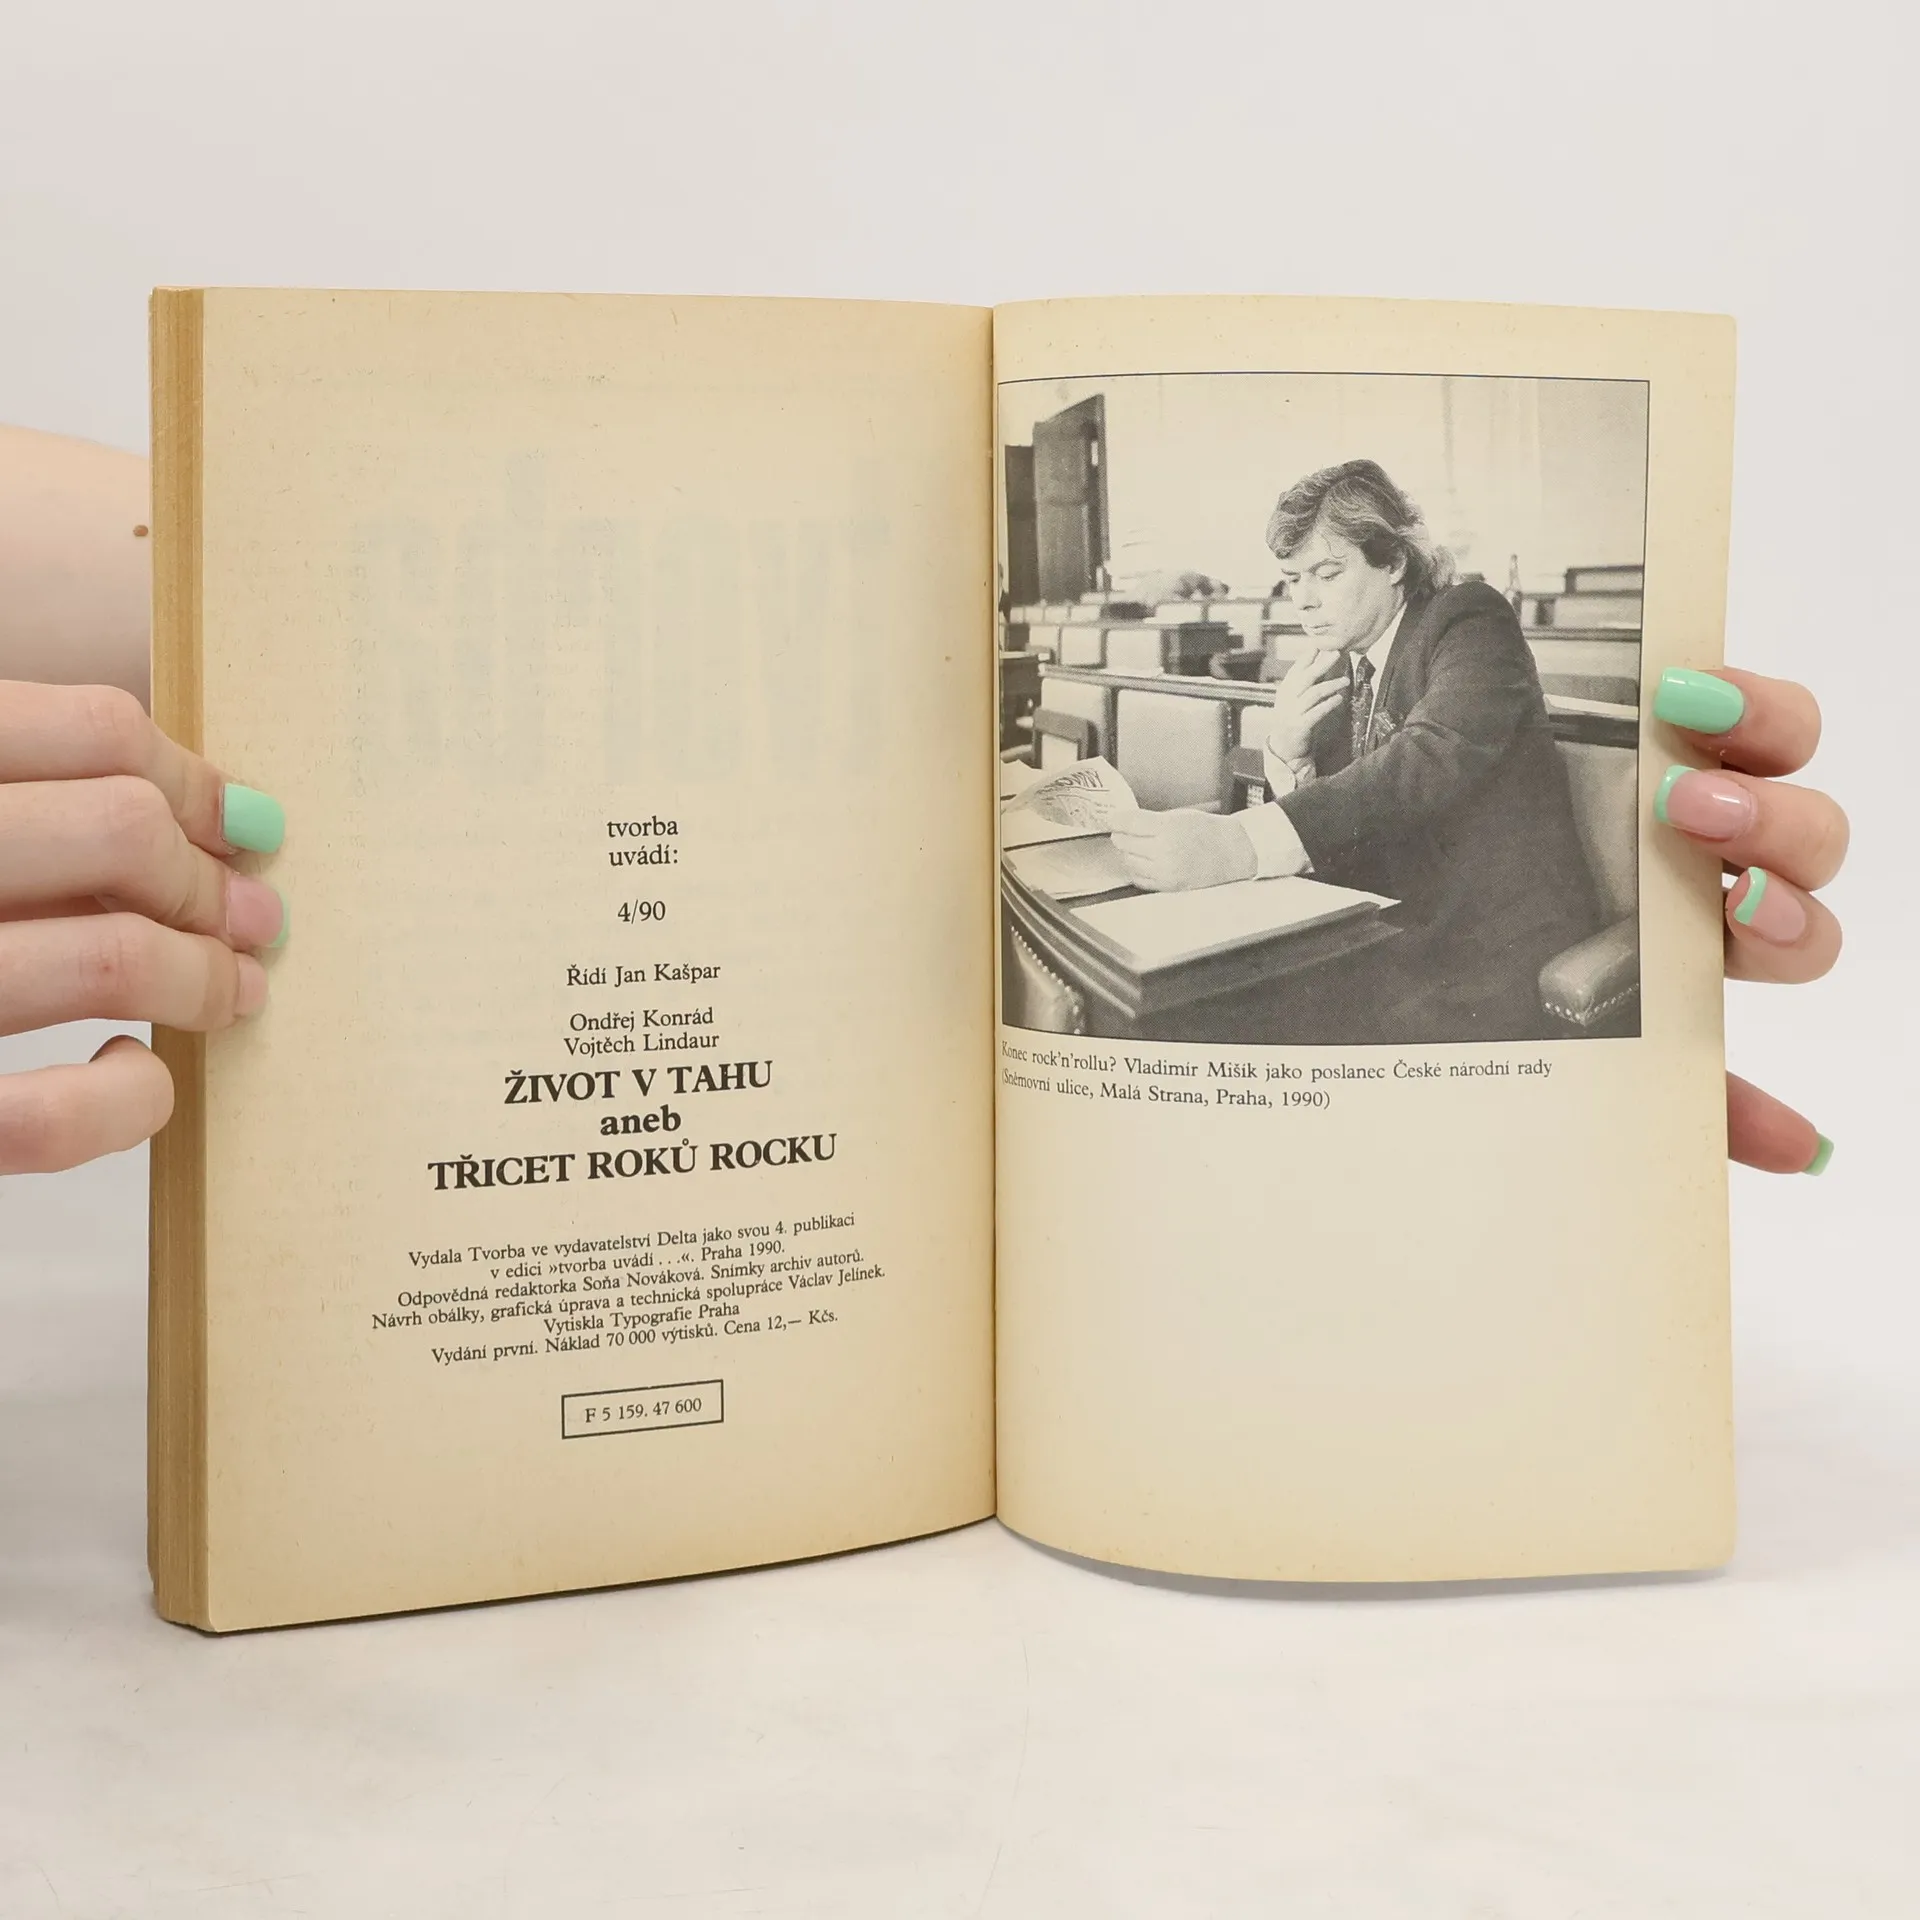 tvorba
uvádí:
4/90
Řídí Jan Kašpar
Ondřej Konrád
Vojtěch Lindaur
ŽIVOT V TAHU
aneb
TŘICET ROKŮ ROCKU
Vydala Tvorba ve vydavatelství Delta jako svou 4. publikaci
v edici »tvorba uvádí . . .«. Praha 1990.
Odpovědná redaktorka Soňa Nováková. Snímky archiv autorů.
Návrh obálky, grafická úprava a technická spolupráce Václav Jelínek.
Vytiskla Typografie Praha
Vydání první. Náklad 70 000 výtisků. Cena 12,— Kčs.
F 5 159. 47 600
Konec rock'n'rollu? Vladimír Mišík jako poslanec České národní rady
(Sněmovní ulice, Malá Strana, Praha, 1990)